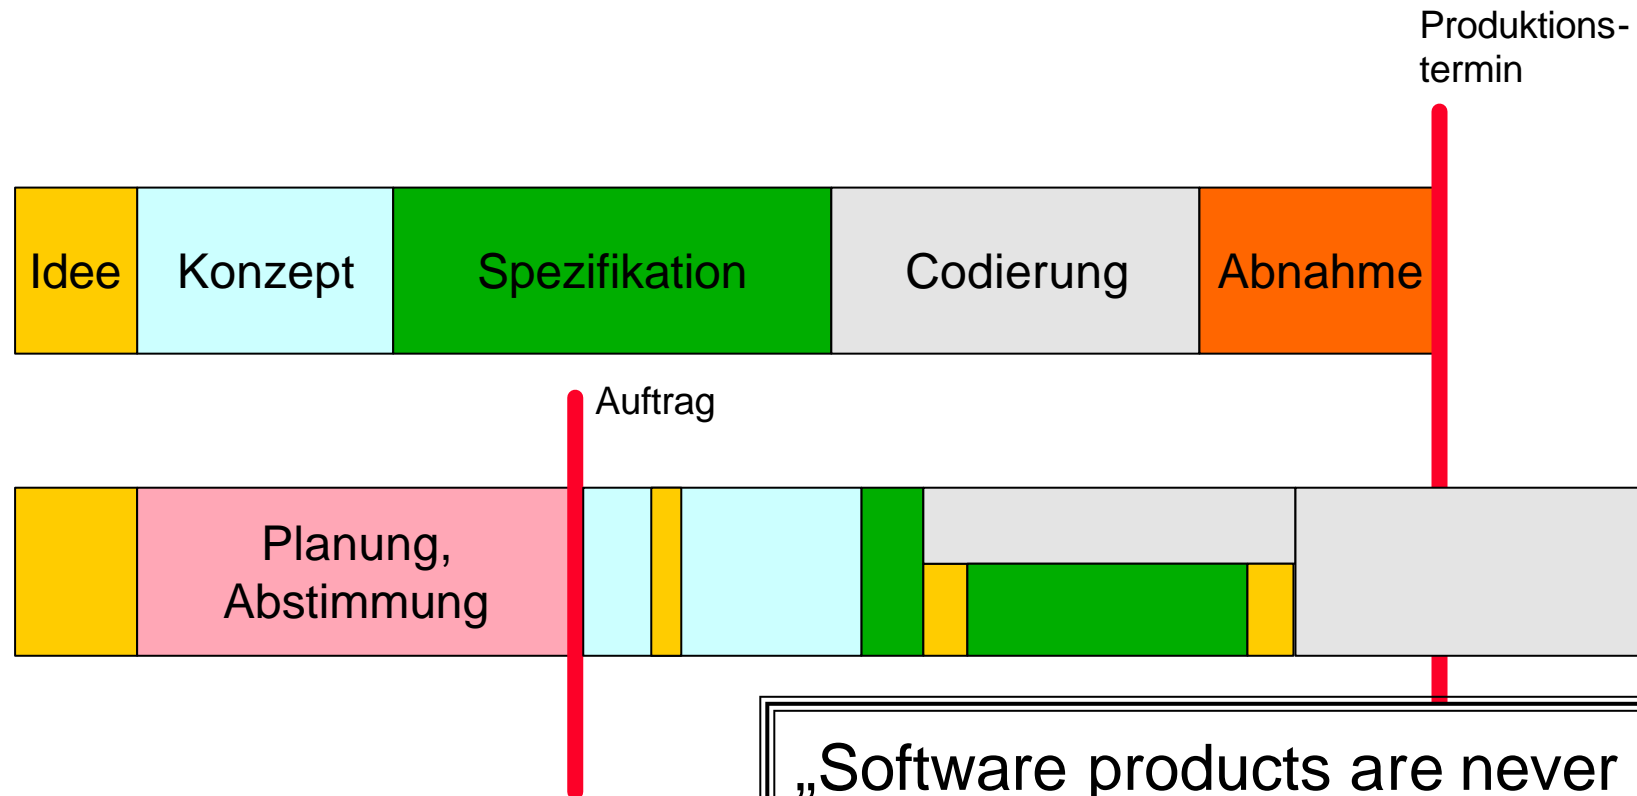 Produktions-
termin
Idee
Konzept
Spezifikation
Codierung
Abnahme
Auftrag
Planung,
Abstimmung
„Software products are never